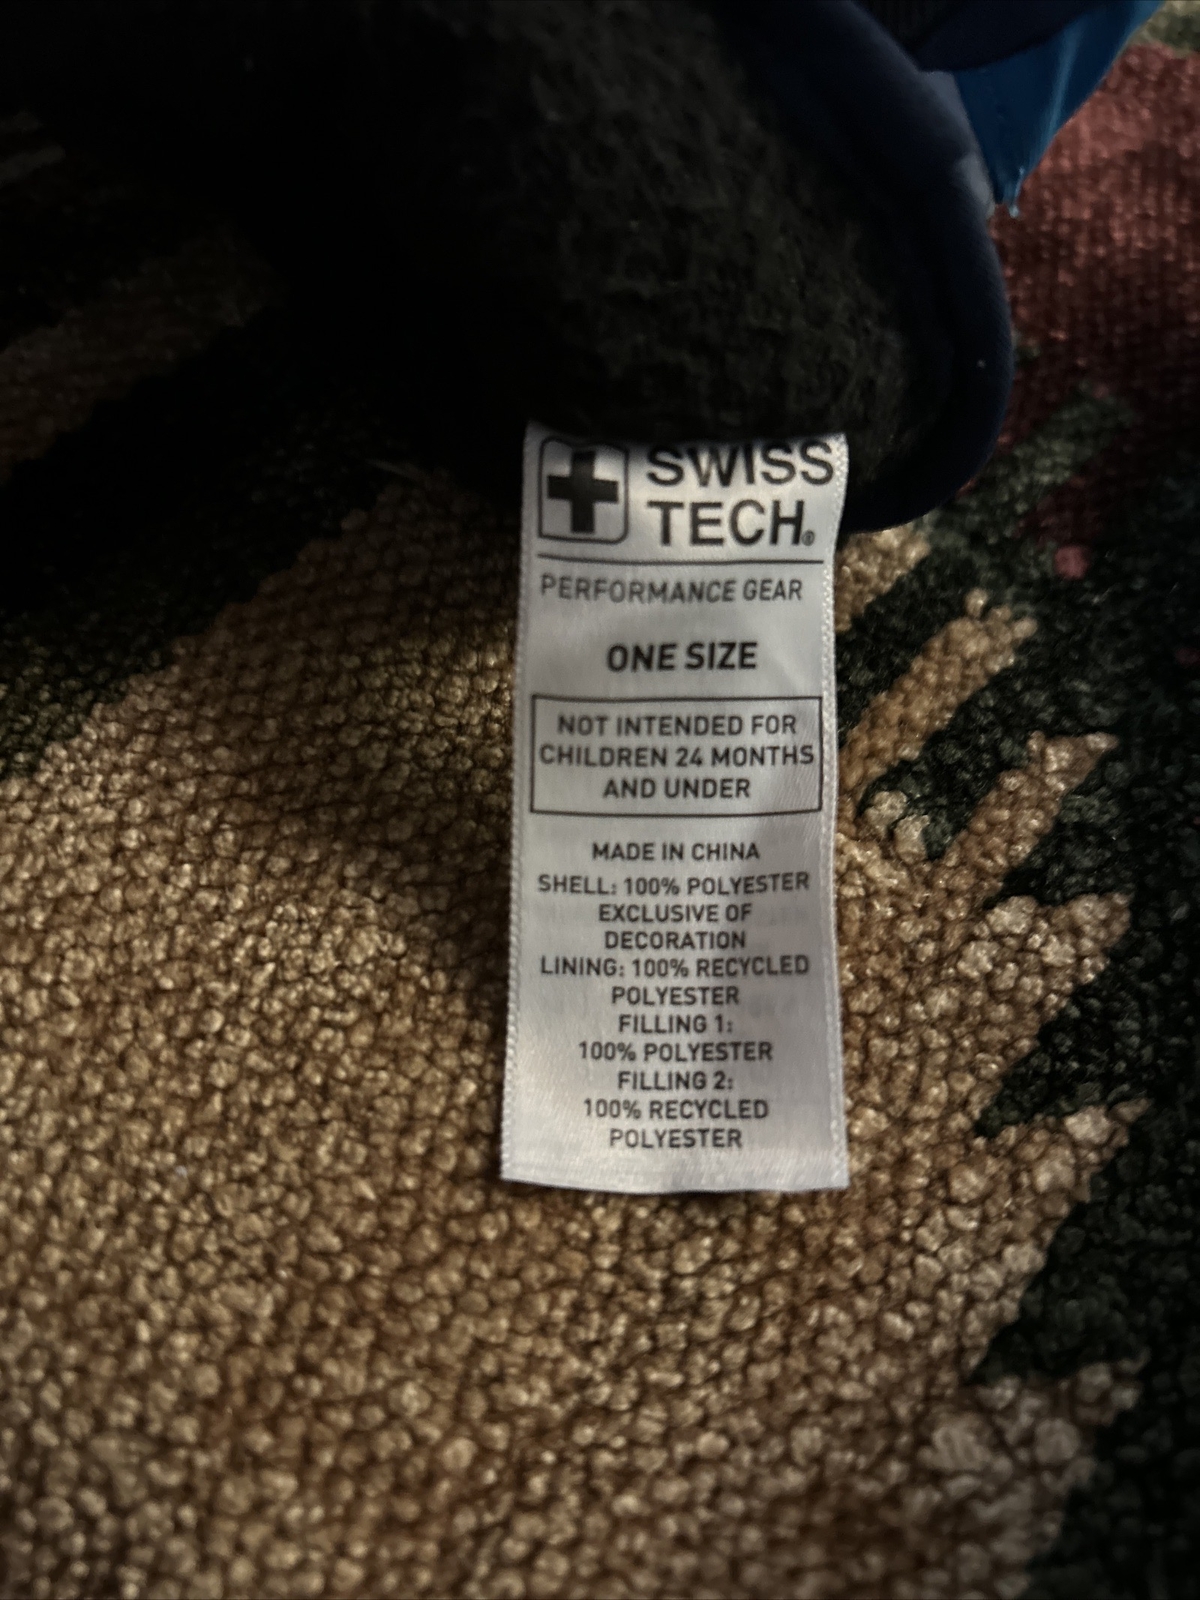 SWISS
TECH®
PERFORMANCE GEAR
ONE SIZE
NOT INTENDED FOR
CHILDREN 24 MONTHS
AND UNDER
MADE IN CHINA
SHELL: 100% POLYESTER
EXCLUSIVE OF
DECORATION
LINING: 100% RECYCLED
POLYESTER
FILLING 1:
100% POLYESTER
FILLING 2:
100% RECYCLED
POLYESTER